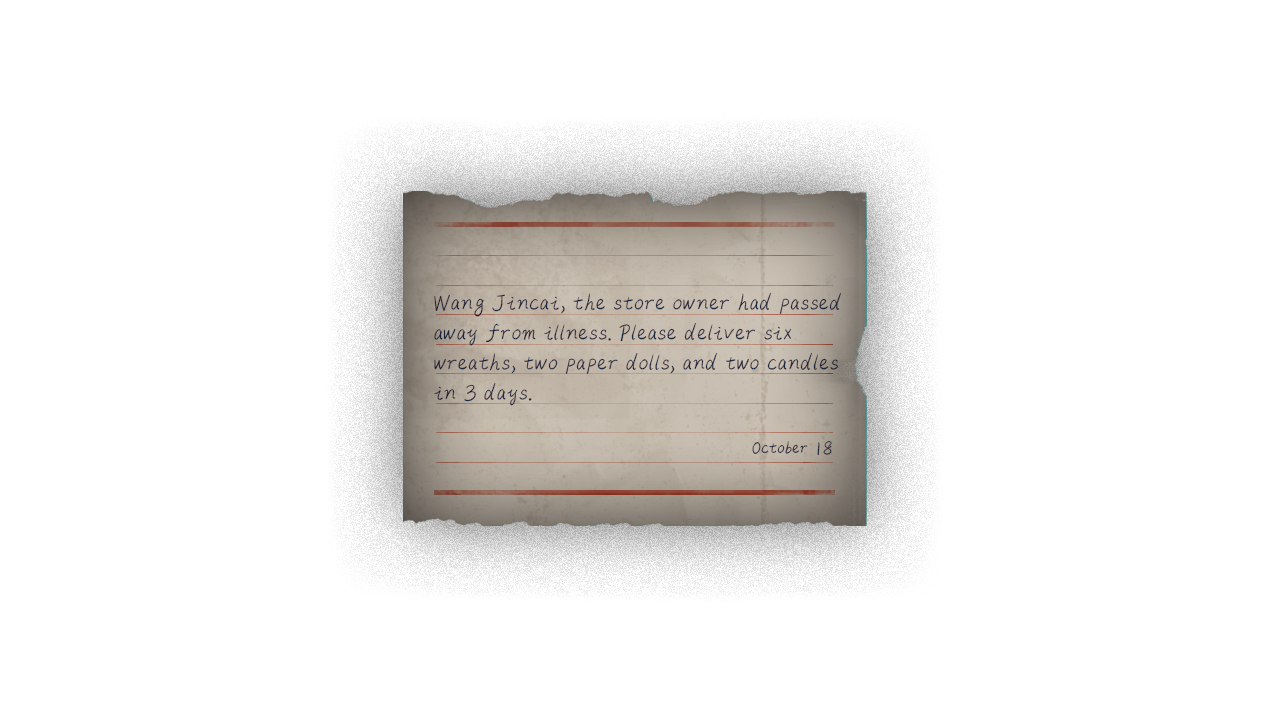 Wang Jincai, the store owner had passed
away from illness. Please deliver six
wreaths, two paper dolls, and two candles
in 3 days.
October 18